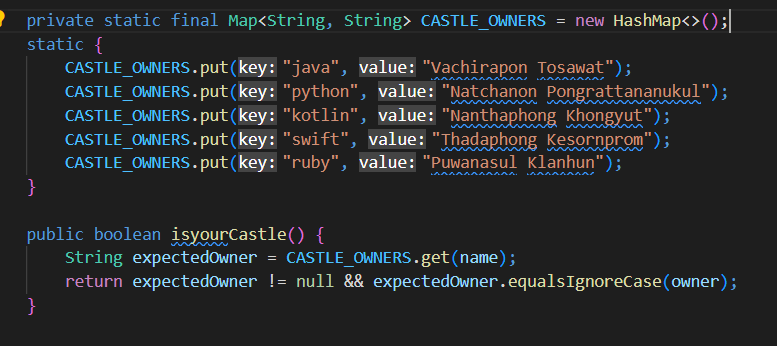 private static final Map<String, String> CASTLE_OWNERS = new HashMap<>();
static {
CASTLE_OWNERS.put(key: "java", value: "Vachirapon Tosawat");
CASTLE_OWNERS.put(key: "python", value: "Natchanon Pongrattananukul");
CASTLE_OWNERS.put(key: "kotlin", value: "Nanthaphong Khongyut");
CASTLE_OWNERS.put(key: "swift", value: "Thadaphong Kesornprom");
CASTLE_OWNERS.put(key: "ruby", value: "Puwanasul Klanhun");
}
public boolean isyourCastle() {
String expectedOwner = CASTLE_OWNERS.get(name);
return expectedOwner != null && expectedOwner.equalsIgnoreCase(owner);
}